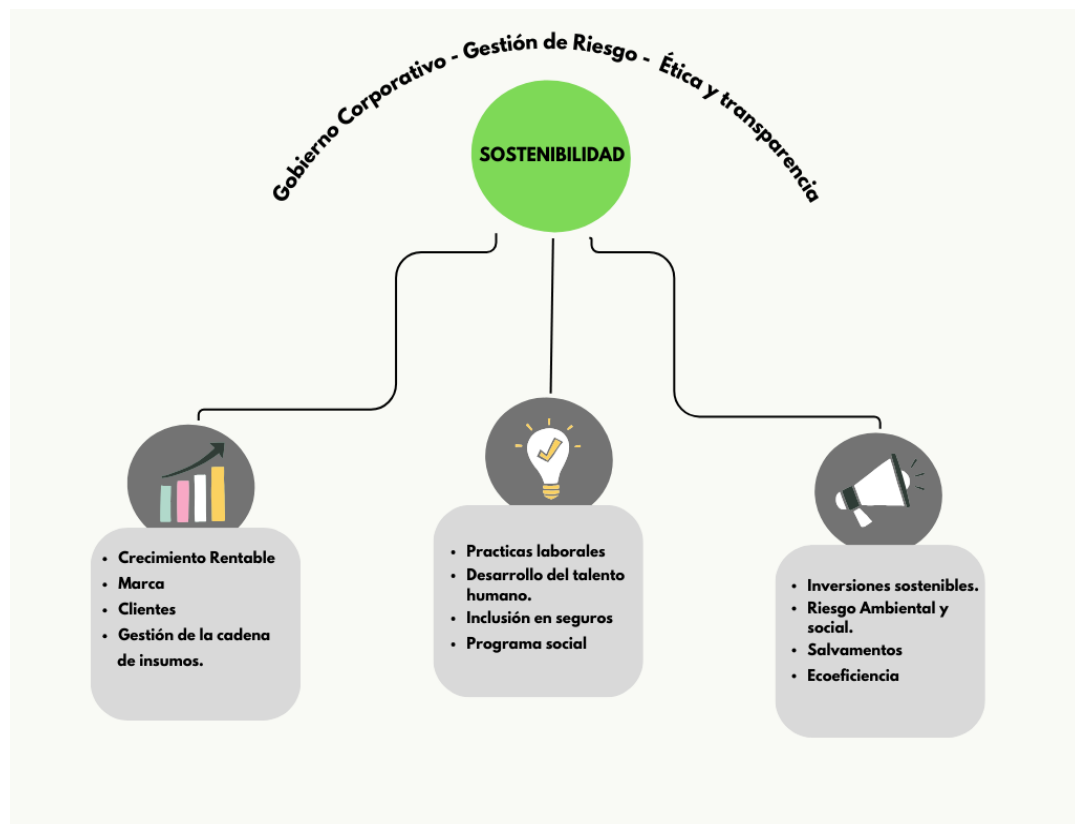 Gobierno Corporativo - Gestión de Riesgo - Ética y transparencia
SOSTENIBILIDAD
• Crecimiento Rentable
• Marca
• Clientes
• Gestión de la cadena
de insumos.
• Practicas laborales
• Desarrollo del talento
humano.
• Inclusión en seguros
• Programa social
• Inversiones sostenibles.
• Riesgo Ambiental y
social.
• Salvamentos
• Ecoeficiencia